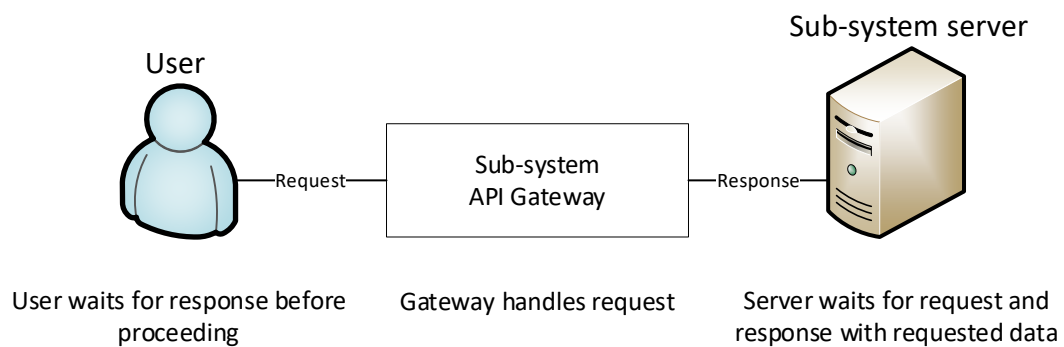 Sub-system server
User
Request
Sub-system
API Gateway
Response
User waits for response before
proceeding
Gateway handles request
Server waits for request and
response with requested data